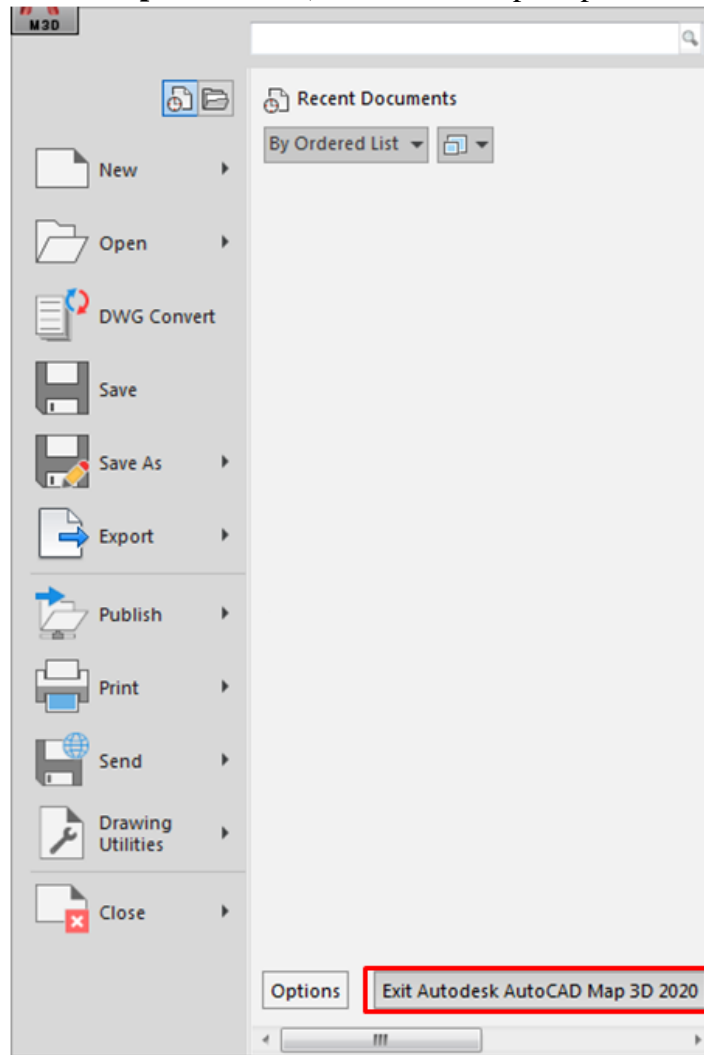 M3D
Recent Documents
By Ordered List
New
Open
DWG Convert
Save
Save As
Export
Publish
Print
Send
Drawing
Utilities
Close
Options
Exit Autodesk AutoCAD Map 3D 2020